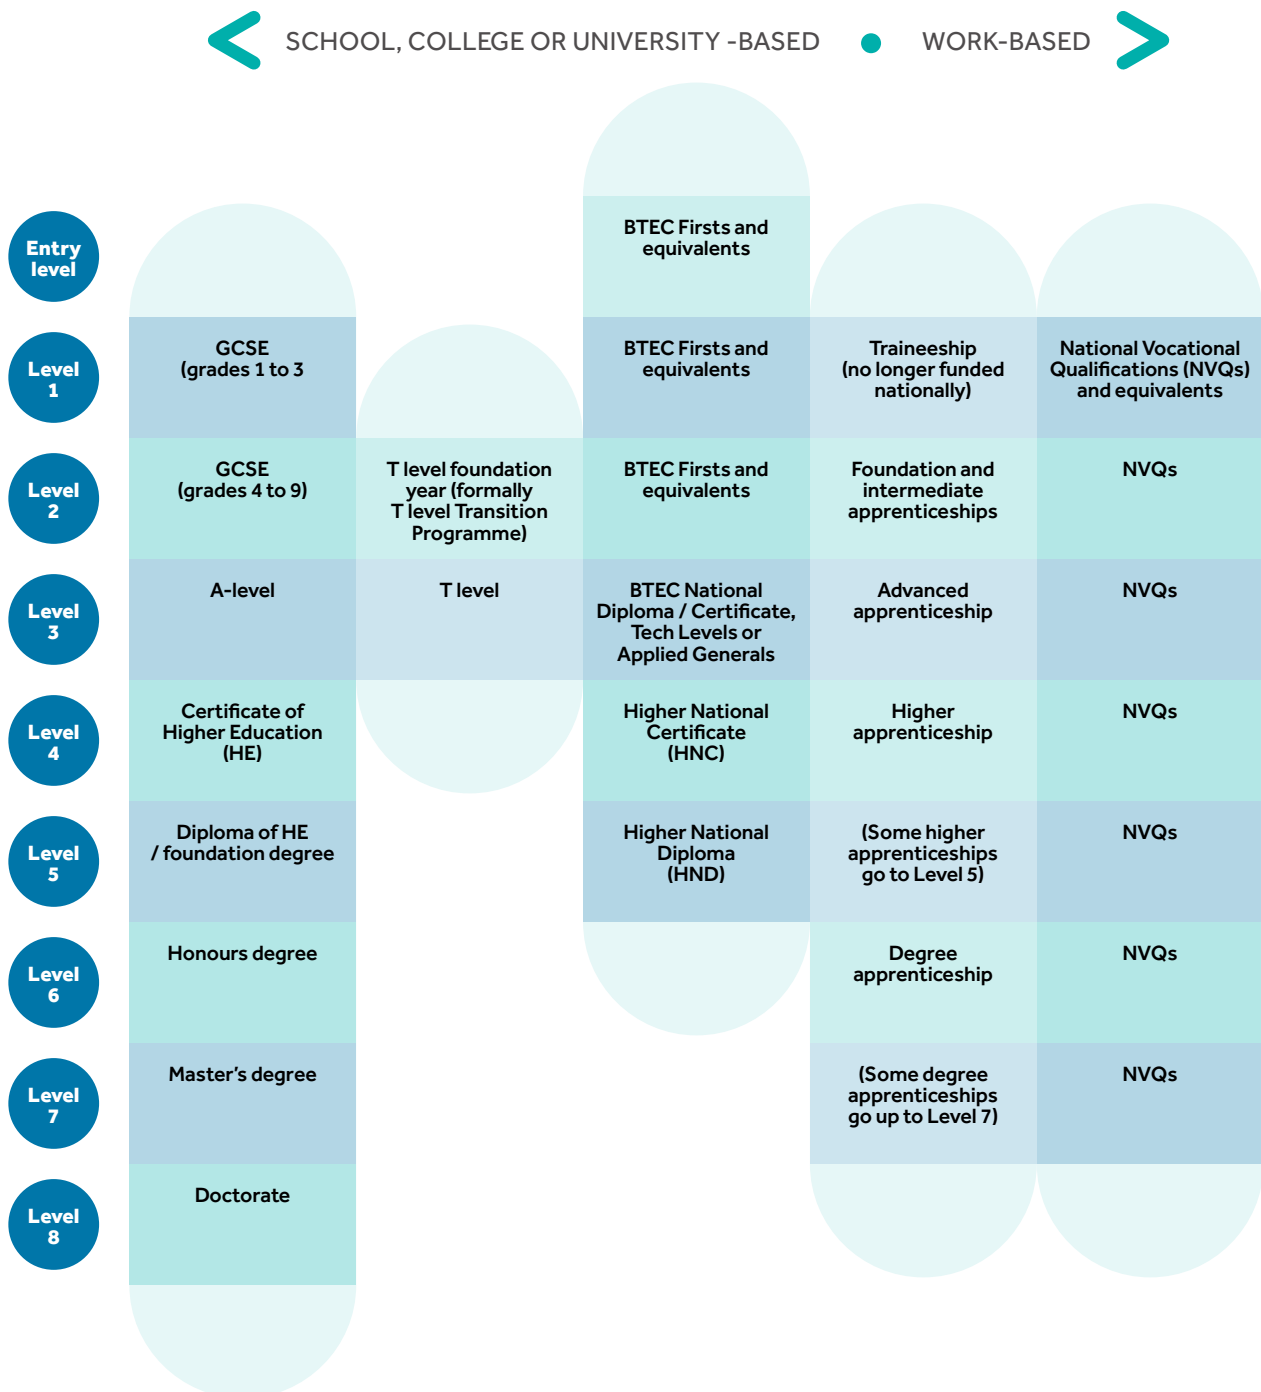 SCHOOL, COLLEGE OR UNIVERSITY -BASED
WORK-BASED
Entry
level
BTEC Firsts and
equivalents
Level
1
GCSE
(grades 1 to 3
BTEC Firsts and
equivalents
Traineeship
(no longer funded
nationally)
National Vocational
Qualifications (NVQs)
and equivalents
Level
2
GCSE
(grades 4 to 9)
T level foundation
year (formally
T level Transition
Programme)
BTEC Firsts and
equivalents
Foundation and
intermediate
apprenticeships
NVQs
Level
3
A-level
T level
BTEC National
Diploma / Certificate,
Tech Levels or
Applied Generals
Advanced
apprenticeship
NVQs
Level
4
Certificate of
Higher Education
(HE)
Higher National
Certificate
(HNC)
Higher
apprenticeship
NVQs
Level
5
Diploma of HE
/ foundation degree
Higher National
Diploma
(HND)
(Some higher
apprenticeships
go to Level 5)
NVQs
Level
6
Honours degree
Degree
apprenticeship
NVQs
Level
7
Master's degree
(Some degree
apprenticeships
go up to Level 7)
NVQs
Level
8
Doctorate